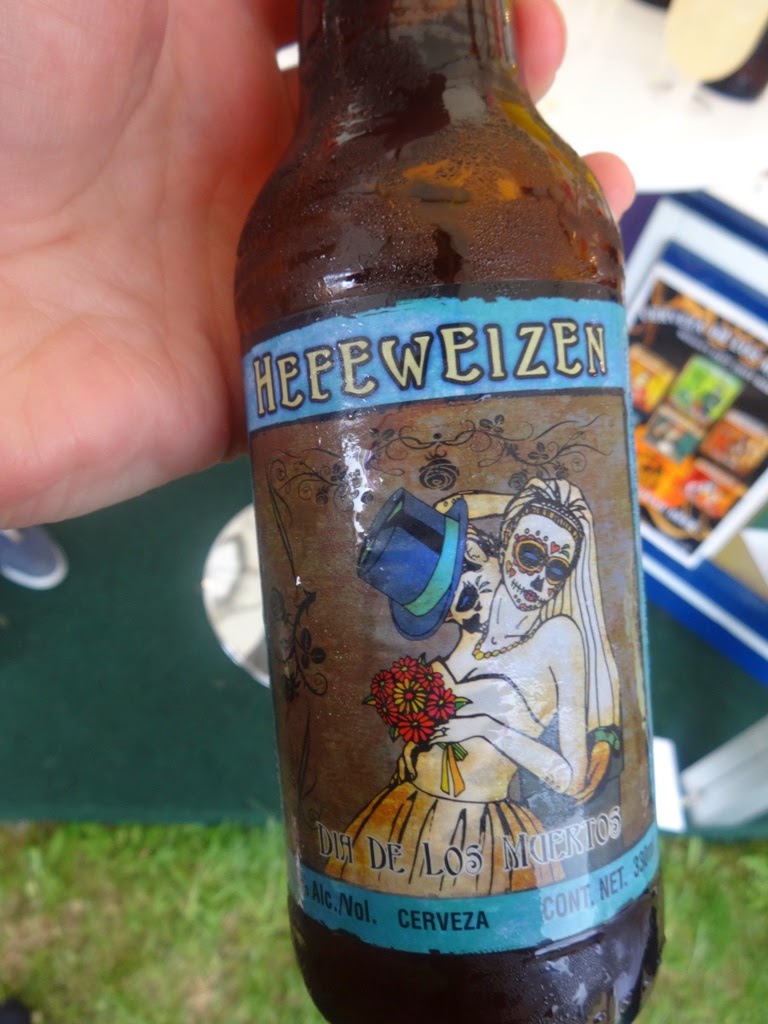 HEFEWEIZEN
DIA DE LOS MUERTOS
Alc./Vol. CERVEZA CONT. NET.